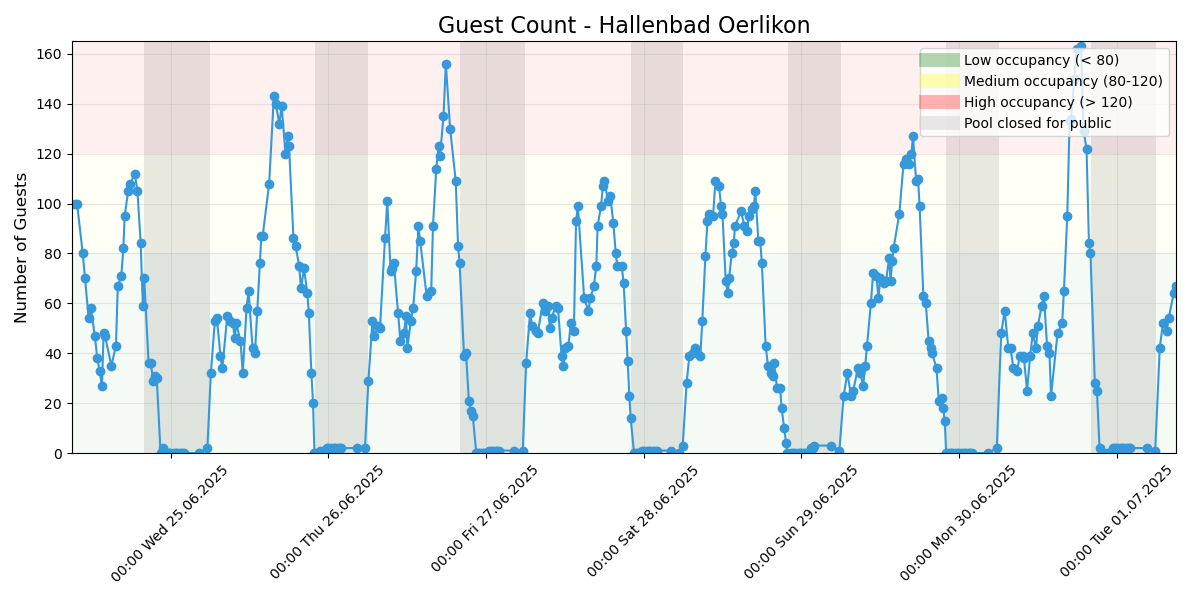 Guest Count - Hallenbad Oerlikon
Number of Guests
160
140
120
100
80
60
40
20
0
Low occupancy (< 80)
Medium occupancy (80-120)
High occupancy (> 120)
Pool closed for public
00:00 Wed 25.06.2025
00:00 Thu 26.06.2025
00:00 Fri 27.06.2025
00:00 Sat 28.06.2025
00:00 Sun 29.06.2025
00:00 Mon 30.06.2025
00:00 Tue 01.07.2025